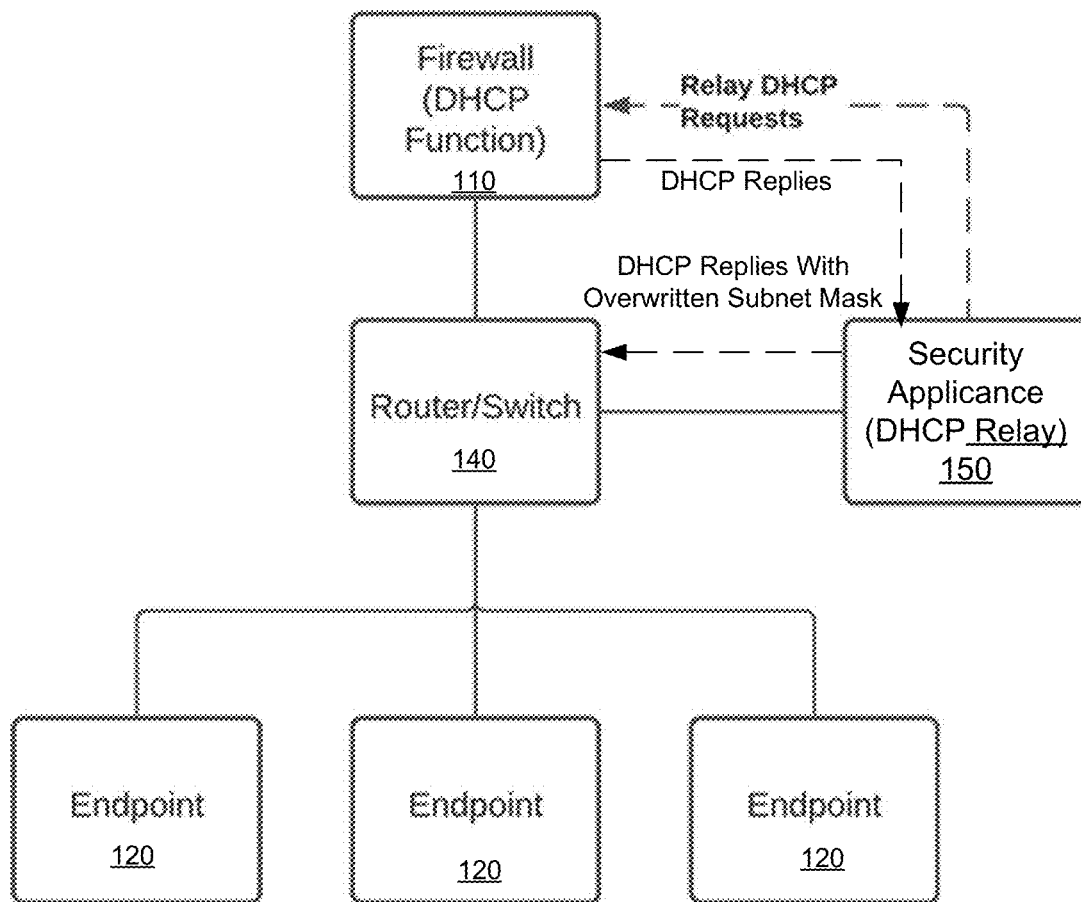 Firewall
(DHCP
Function)
110
Relay DHCP
Requests
DHCP Replies
DHCP Replies With
Overwritten Subnet Mask
Router/Switch
140
Security
Applicance
(DHCP Relay)
150
Endpoint
120
Endpoint
120
Endpoint
120